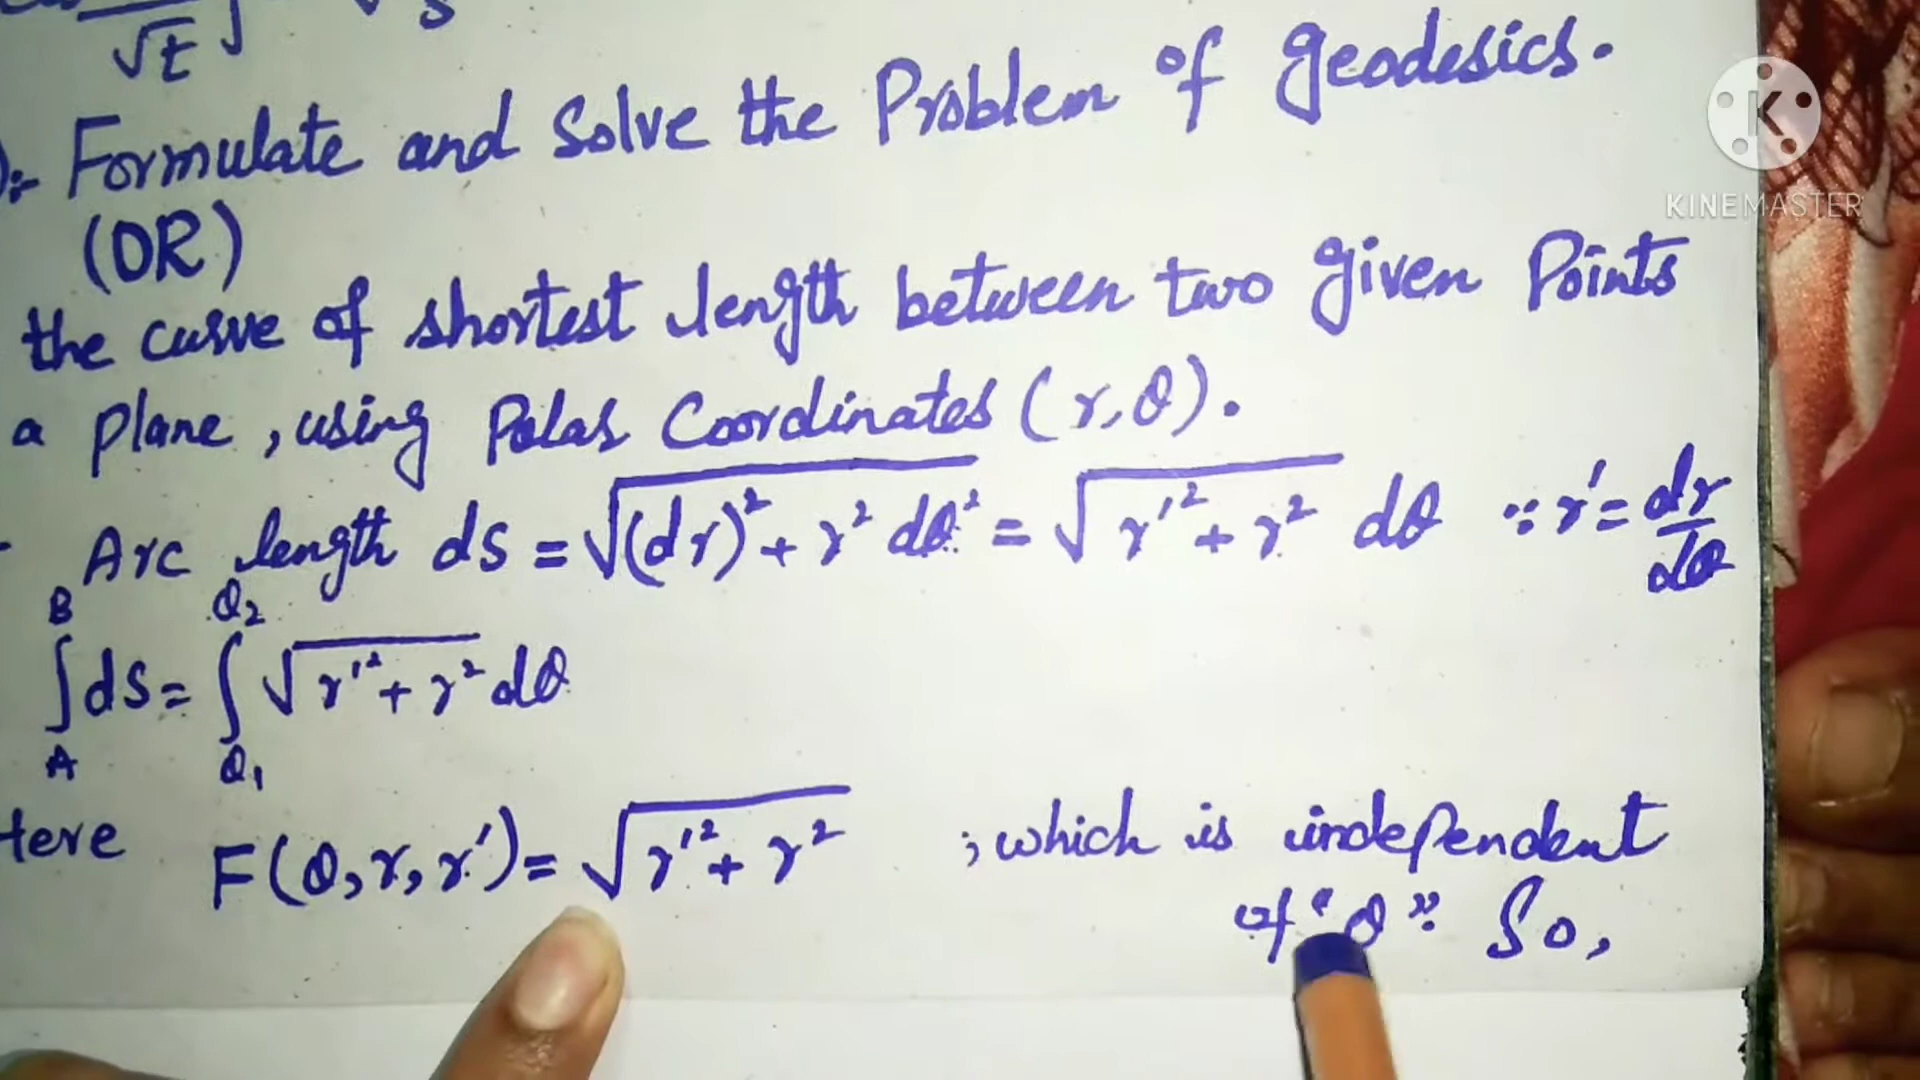 √t
Formulate and Solve the Problem of geodesics.
(OR)
the curve of shortest length between two given Points
a plane, using Polar Coordinates (r, θ).
Arc length ds = √(dr)² + r² dθ² = √r'² + r² dθ ∵ r' = dr/dθ
∫ds = ∫√r'² + r² dθ
B A θ₂ θ₁
Here F(θ, r, r') = √r'² + r² ; which is independent
of "θ". So,
K
KINEMASTER